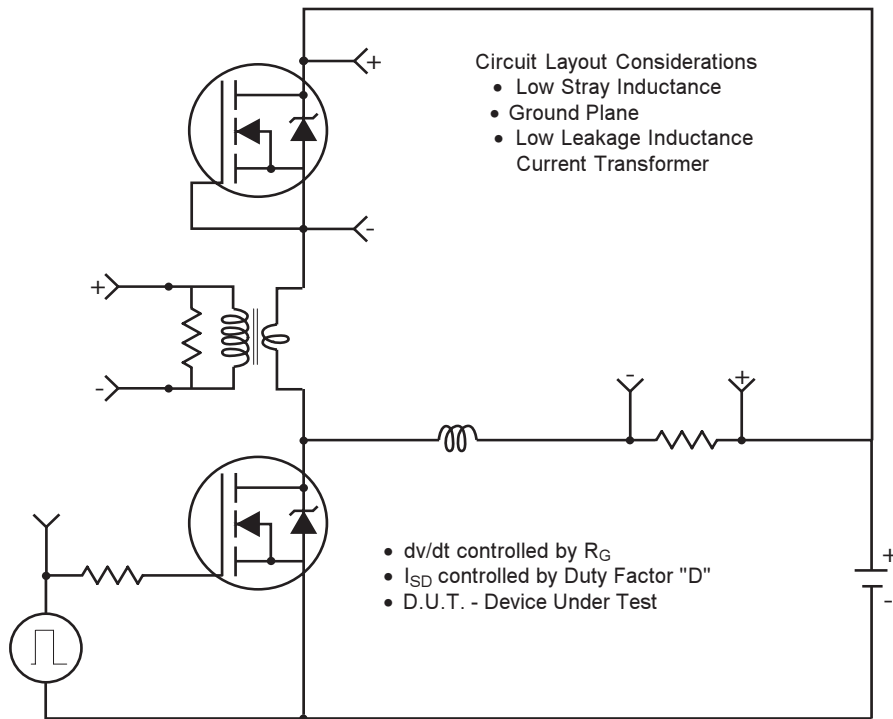 +
Circuit Layout Considerations
• Low Stray Inductance
• Ground Plane
• Low Leakage Inductance
Current Transformer
-
+
-
-
+
• dv/dt controlled by RG
• ISD controlled by Duty Factor "D"
• D.U.T. - Device Under Test
+
-